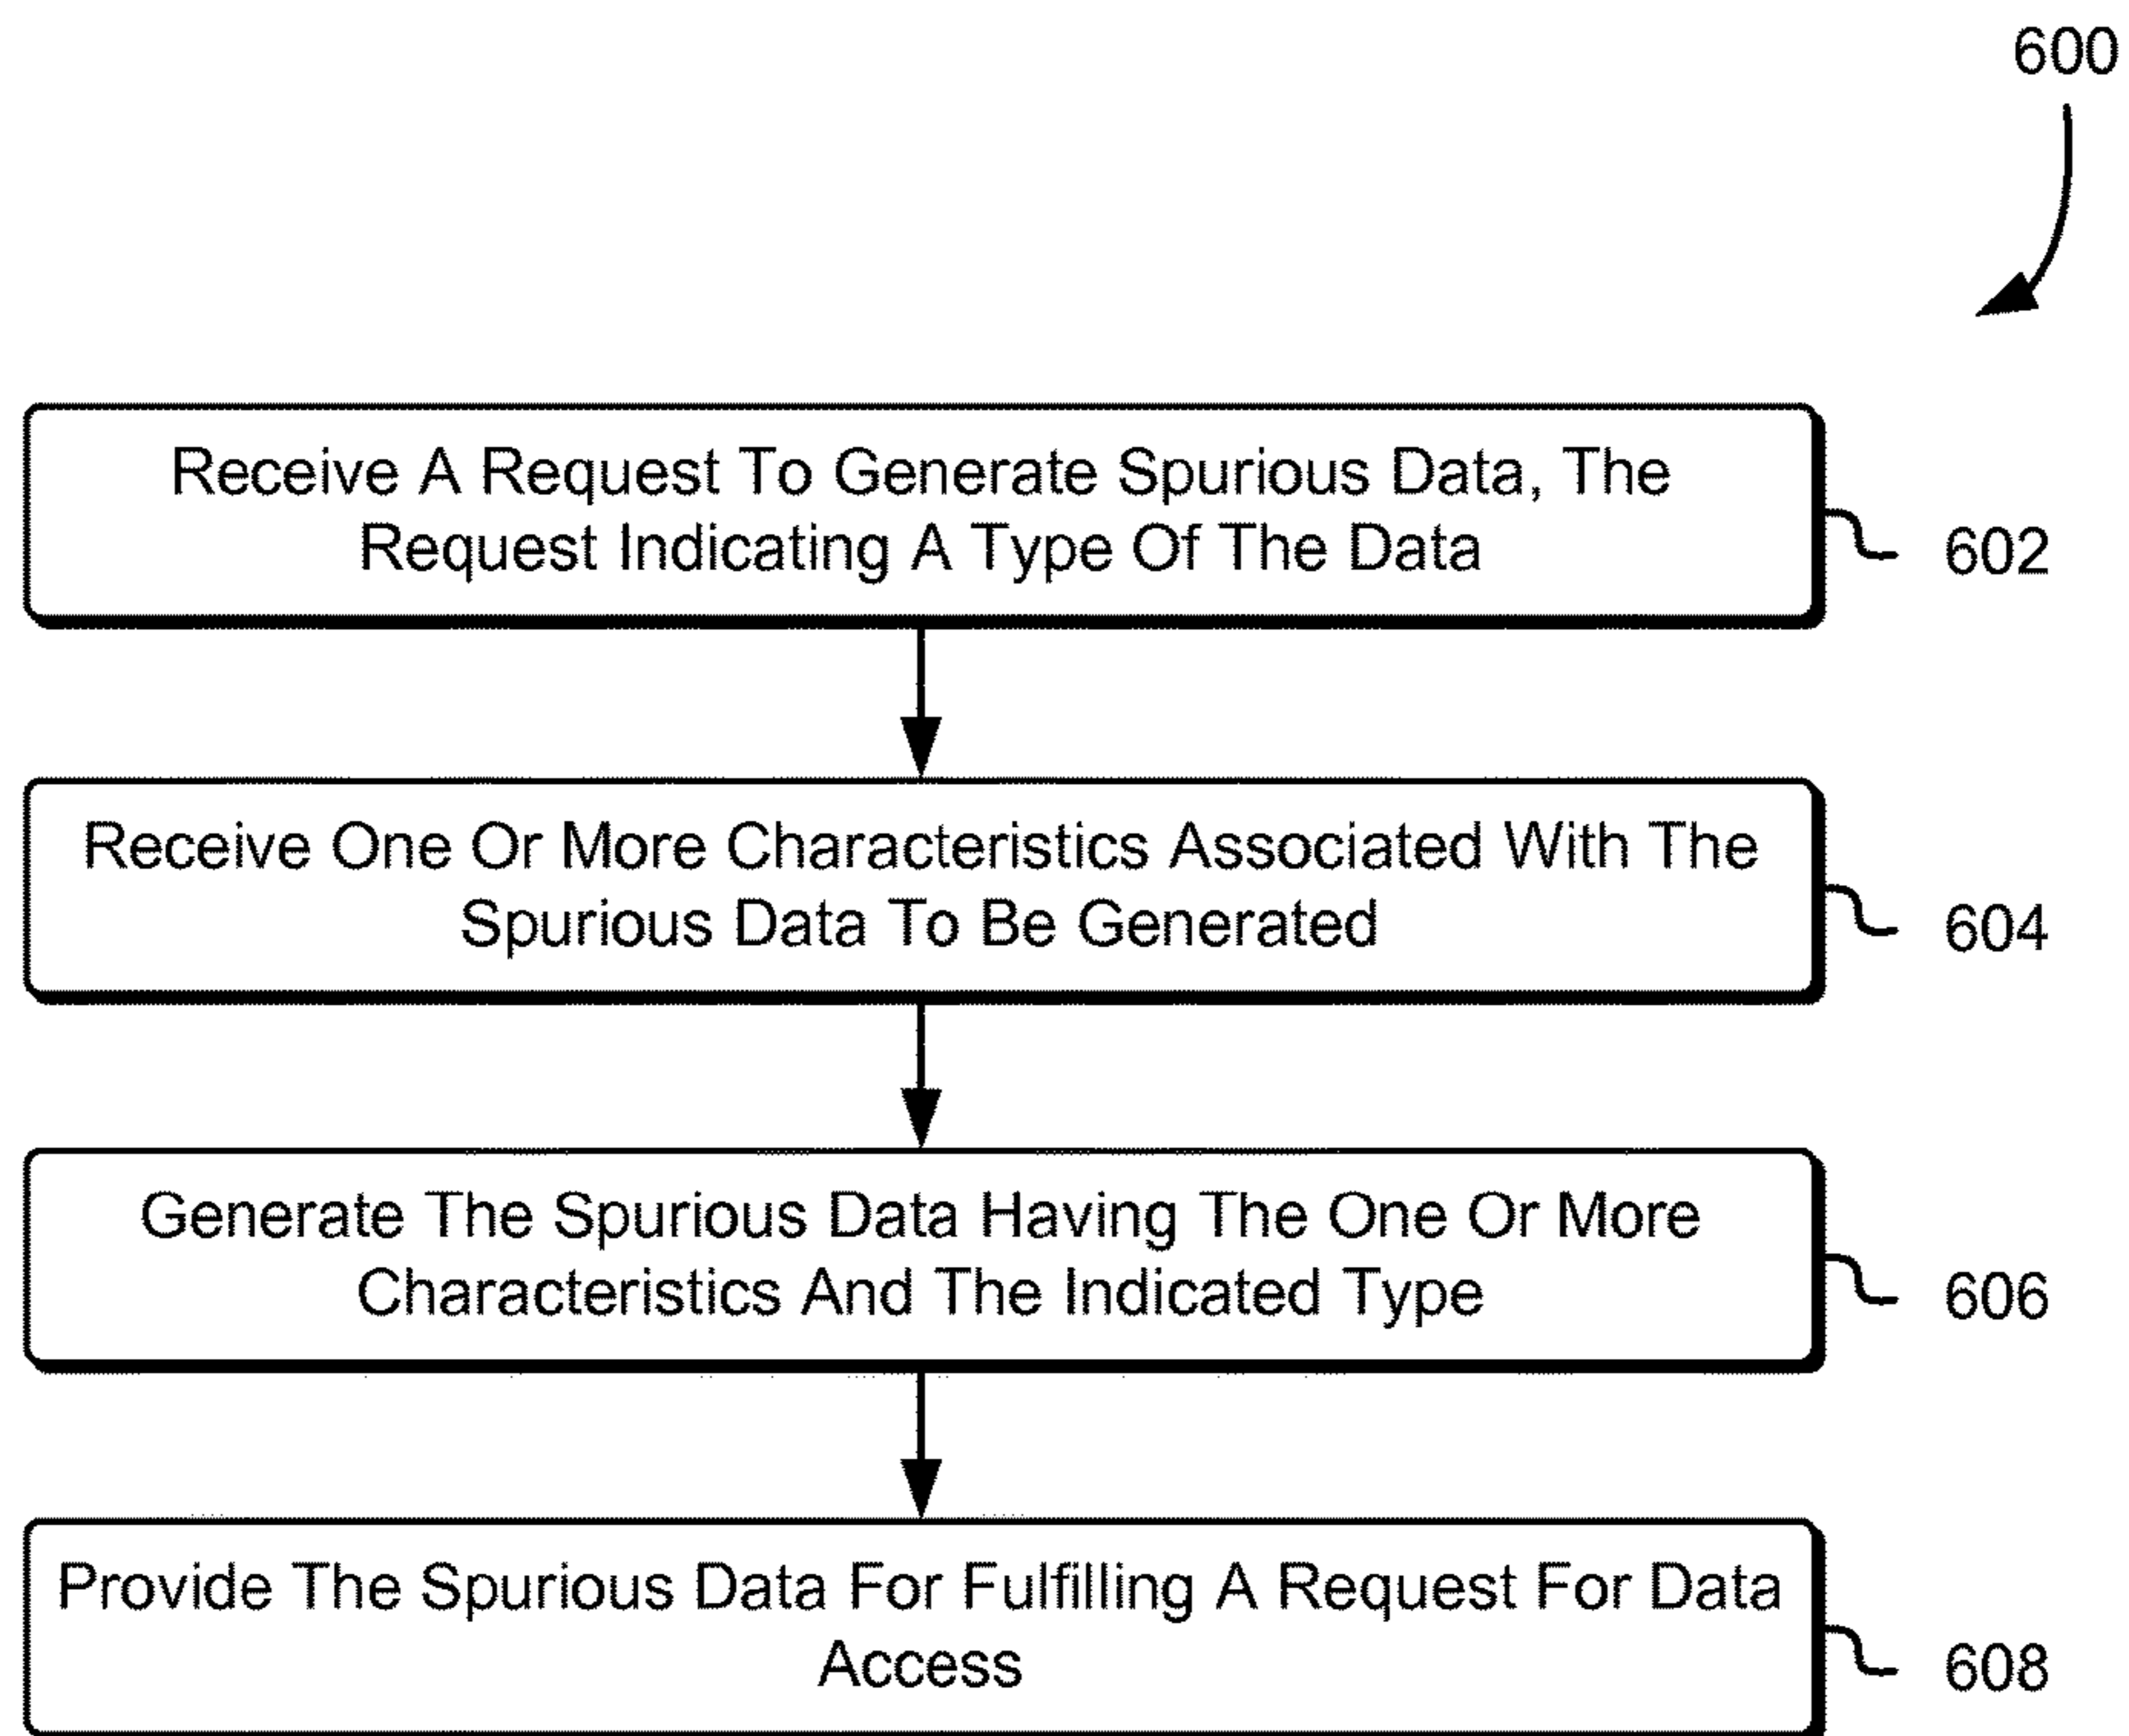 600
Receive A Request To Generate Spurious Data, The
Request Indicating A Type Of The Data
602
Receive One Or More Characteristics Associated With The
Spurious Data To Be Generated
604
Generate The Spurious Data Having The One Or More
Characteristics And The Indicated Type
606
Provide The Spurious Data For Fulfilling A Request For Data
Access
608